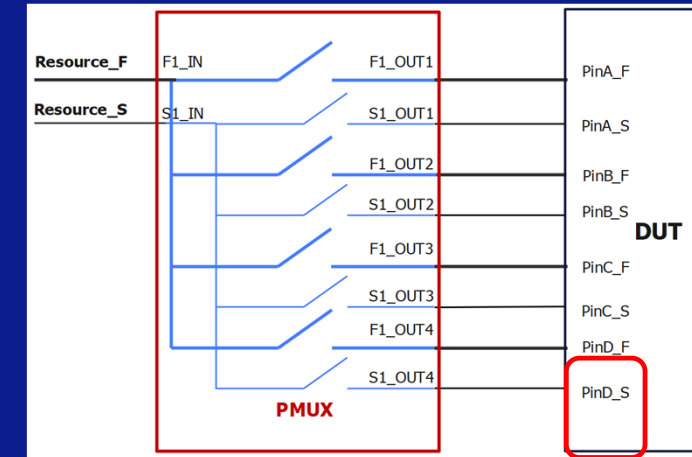 Resource_F F1_IN F1_OUT1 PinA_F
Resource_S S1_IN S1_OUT1 PinA_S
F1_OUT2 PinB_F
S1_OUT2 PinB_S
DUT
F1_OUT3 PinC_F
S1_OUT3 PinC_S
F1_OUT4 PinD_F
S1_OUT4 PinD_S
PMUX